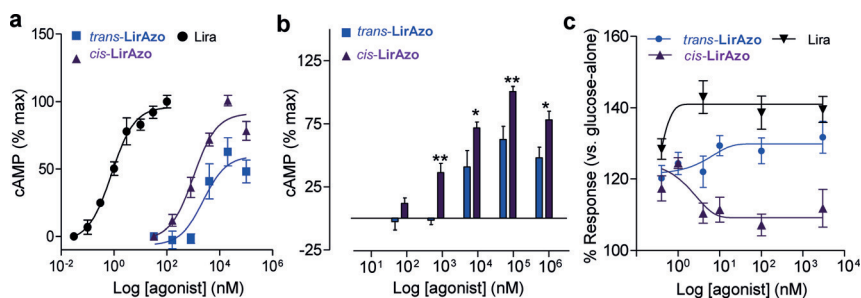 a
trans-LirAzo
Lira
cis-LirAzo
150
100
50
0
cAMP (% max)
10⁻² 10⁰ 10² 10⁴ 10⁶
Log [agonist] (nM)
b
trans-LirAzo
cis-LirAzo
125
75
25
-25
cAMP (% max)
** * ** *
10¹ 10² 10³ 10⁴ 10⁵ 10⁶
Log [agonist] (nM)
c
trans-LirAzo
Lira
cis-LirAzo
160
140
120
100
% Response (vs. glucose-alone)
10⁰ 10¹ 10² 10³ 10⁴
Log [agonist] (nM)